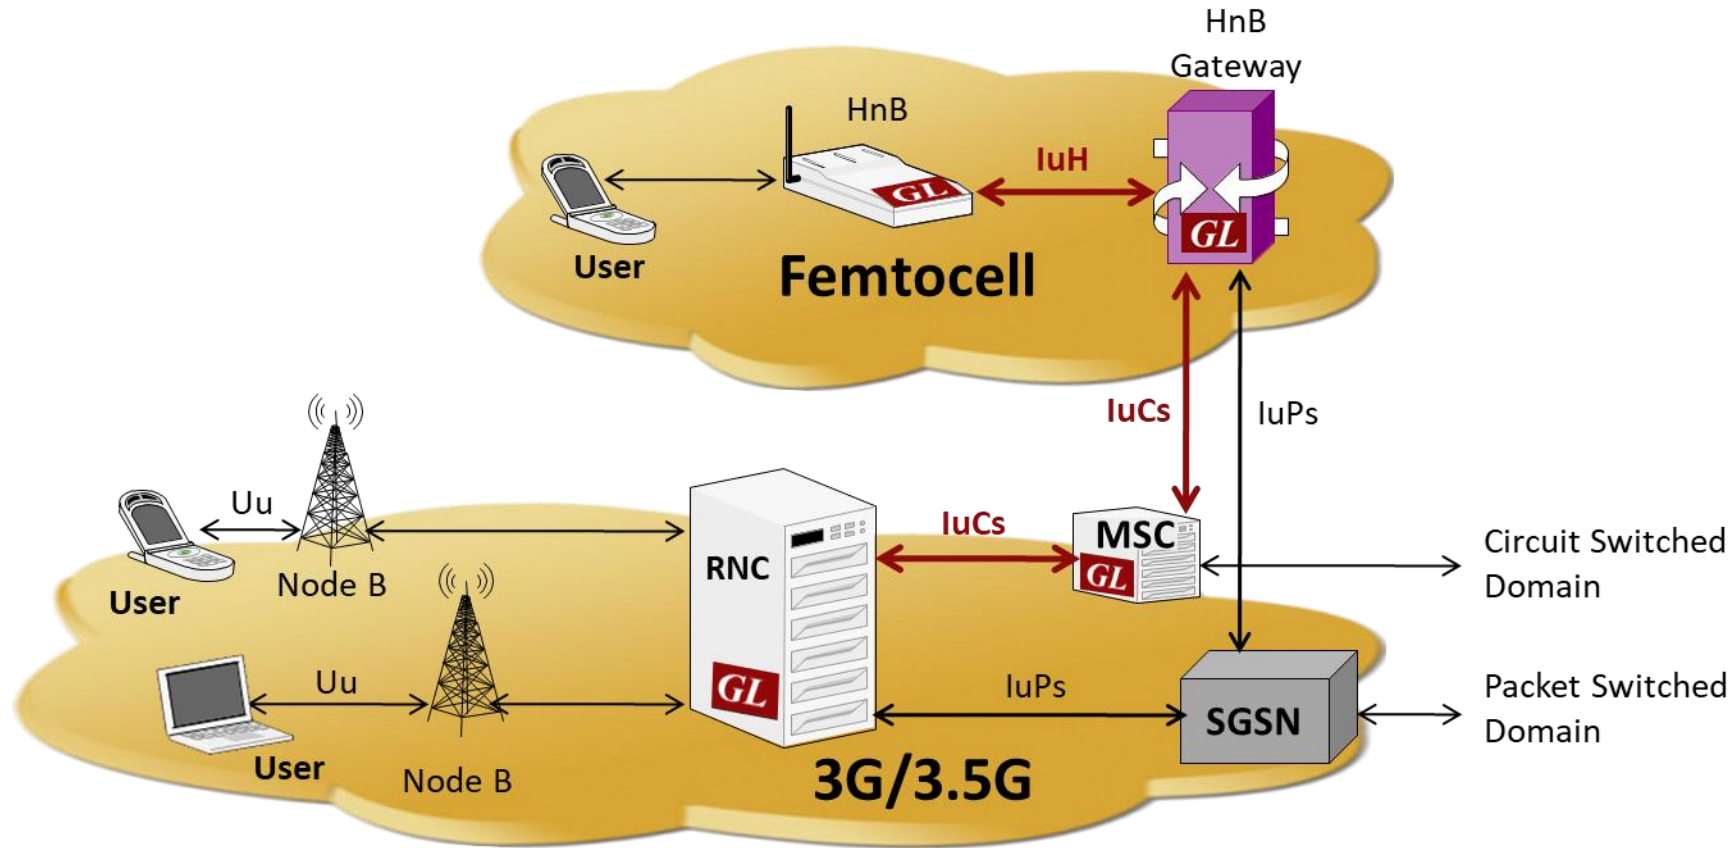 HnB
Gateway
HnB
IuH
GL
GL
User
Femtocell
IuCs
IuPs
Uu
Node B
User
RNC
IuCs
MSC
GL
Circuit Switched
Domain
Uu
Node B
User
GL
IuPs
SGSN
Packet Switched
Domain
3G/3.5G